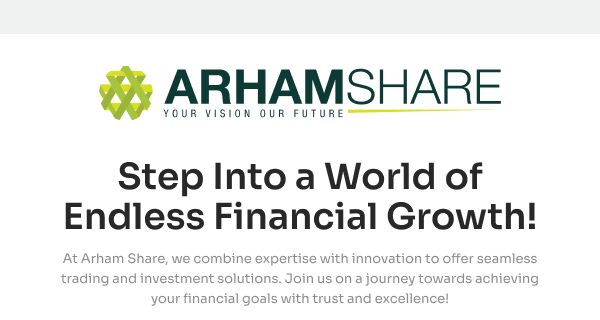 ARHAMSHARE
YOUR VISION OUR FUTURE
Step Into a World of
Endless Financial Growth!
At Arham Share, we combine expertise with innovation to offer seamless
trading and investment solutions. Join us on a journey towards achieving
your financial goals with trust and excellence!